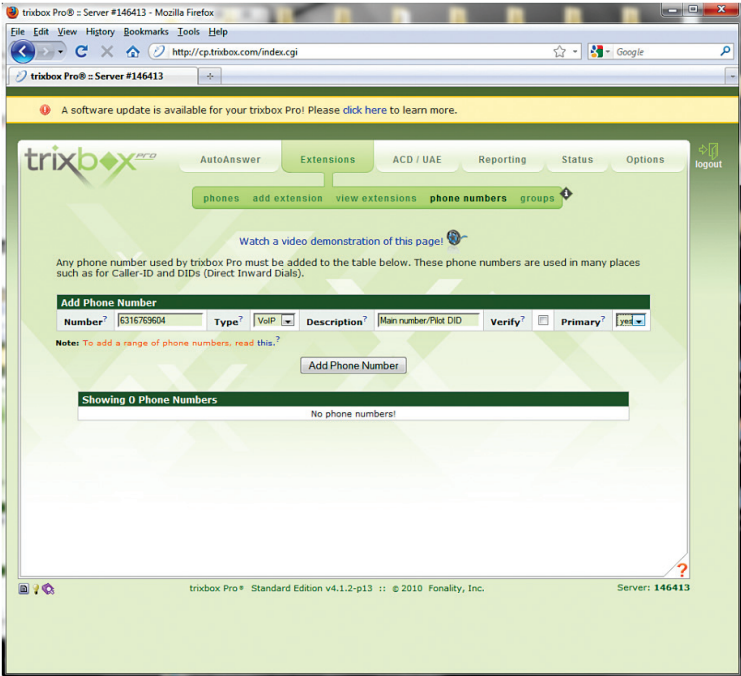 trixbox Pro® :: Server #146413 - Mozilla Firefox
File Edit View History Bookmarks Tools Help
http://cp.trixbox.com/index.cgi
Google
trixbox Pro® :: Server #146413
A software update is available for your trixbox Pro! Please click here to learn more.
trixbox PRO
AutoAnswer Extensions ACD / UAE Reporting Status Options
logout
phones add extension view extensions phone numbers groups
Watch a video demonstration of this page!
Any phone number used by trixbox Pro must be added to the table below. These phone numbers are used in many places
such as for Caller-ID and DIDs (Direct Inward Dials).
Add Phone Number
Number? 6316769604 Type? VoIP Description? Main number/Pilot DID Verify? Primary? yes
Note: To add a range of phone numbers, read this.?
Add Phone Number
Showing 0 Phone Numbers
No phone numbers!
?
trixbox Pro® Standard Edition v4.1.2-p13 :: © 2010 Fonality, Inc. Server: 146413